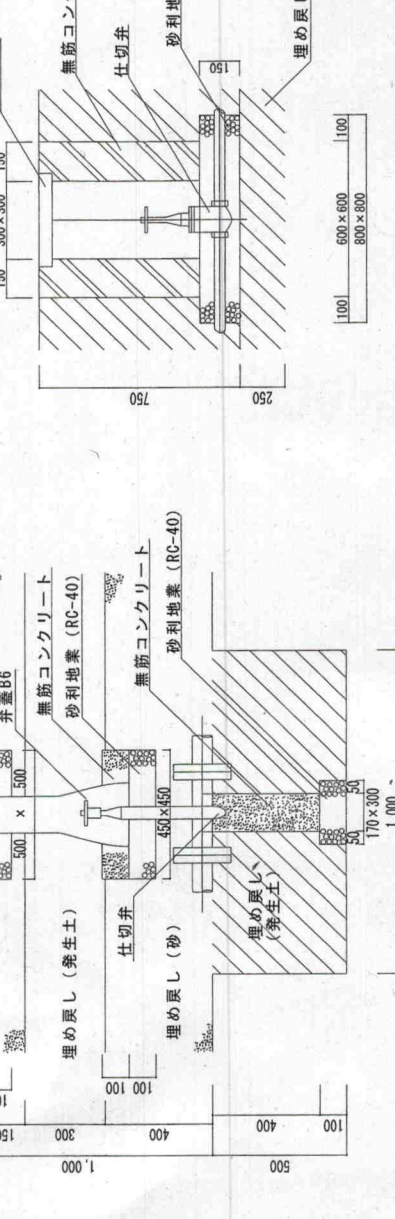 無筋コン
仕切弁
砂利地
埋め戻し
150
300×300
150
750
250
150
100
100
600×600
800×800
弁蓋B6
無筋コンクリート
砂利地業 (RC-40)
無筋コンクリート
砂利地業 (RC-40)
500
×
500
450×450
埋め戻し (発生土)
仕切弁
埋め戻し (砂)
埋め戻し
(発生土)
50
50
170×300
1,000
150
300
400
1,000
100
100
400
100
500